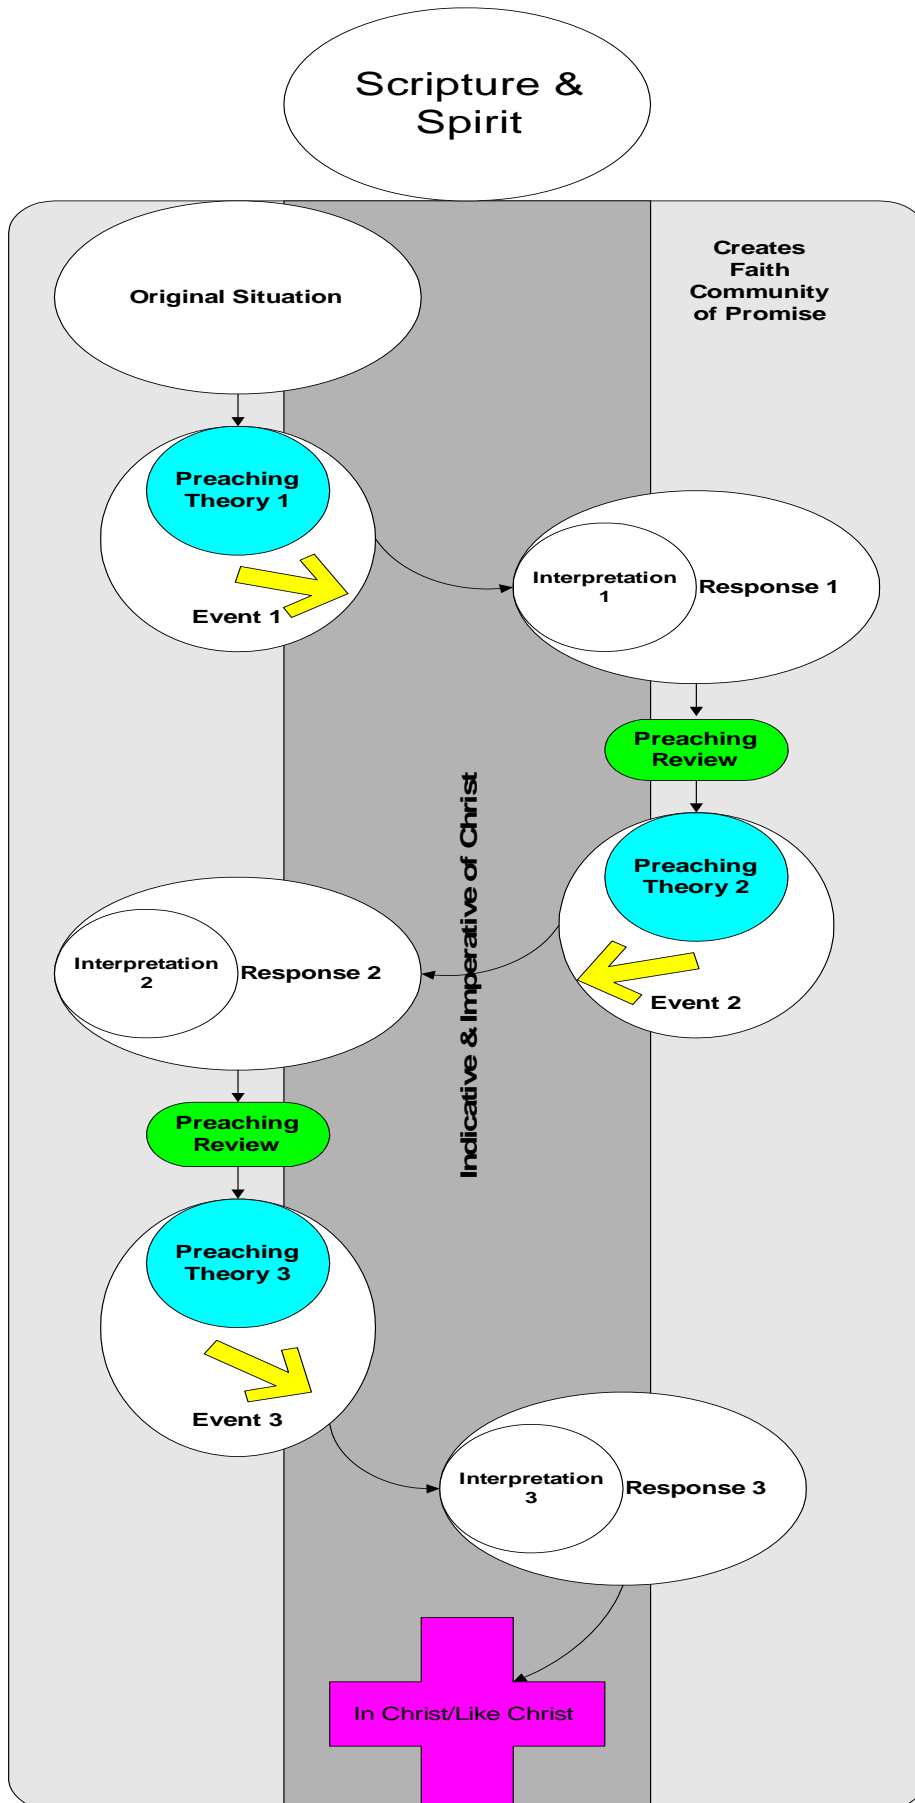 Scripture &
Spirit
Original Situation
Creates
Faith
Community
of Promise
Preaching
Theory 1
Event 1
Interpretation
1
Response 1
Preaching
Review
Preaching
Theory 2
Event 2
Indicative & Imperative of Christ
Interpretation
2
Response 2
Preaching
Review
Preaching
Theory 3
Event 3
Interpretation
3
Response 3
In Christ/Like Christ